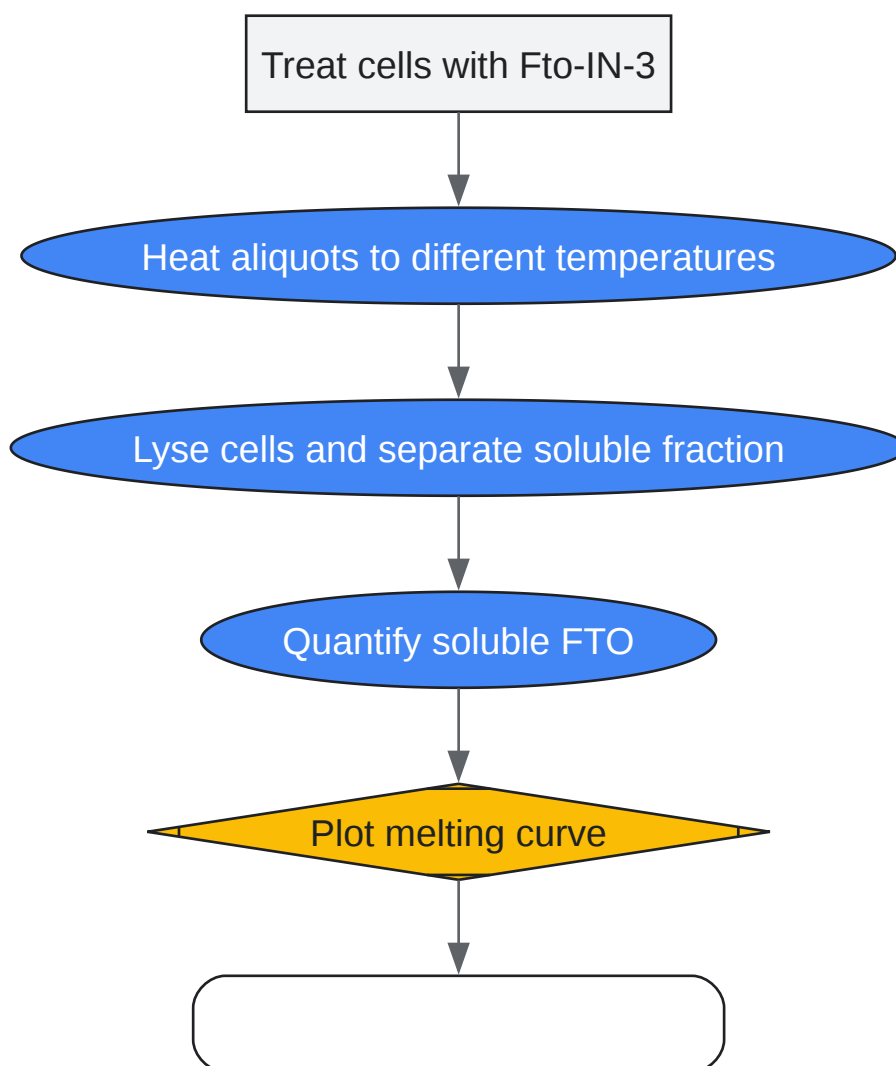 Treat cells with Fto-IN-3
Heat aliquots to different temperatures
Lyse cells and separate soluble fraction
Quantify soluble FTO
Plot melting curve